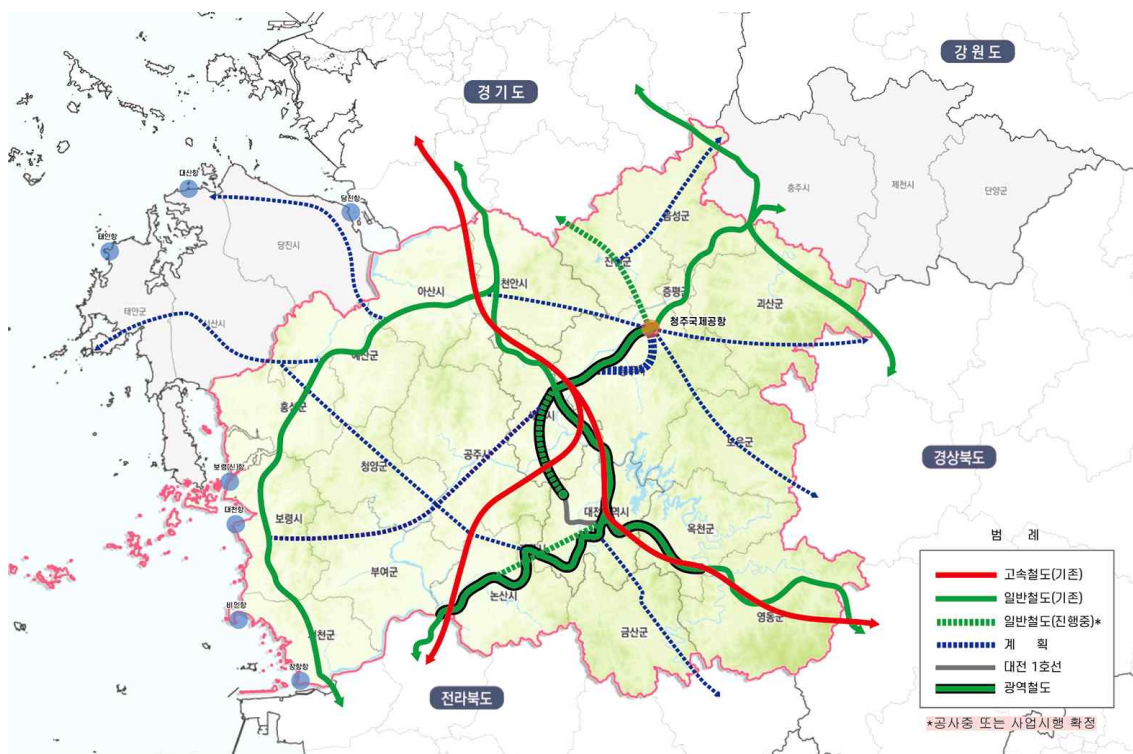 강원도
경기도
충주시
제천시
단양군
대산항
당진항
음성군
태안항
당진시
진천군
천안시
아산시
증평군
괴산군
태안군
서산시
청주국제공항
예산군
홍성군
보은군
공주시
청양군
경상북도
보령(신)항
대천항
보령시
옥천군
부여군
논산시
비인항
서천군
금산군
영동군
장항항
전라북도
범 례
고속철도(기존)
일반철도(기존)
일반철도(진행중)*
계 획
대전 1호선
광역철도
*공사중 또는 사업시행 확정